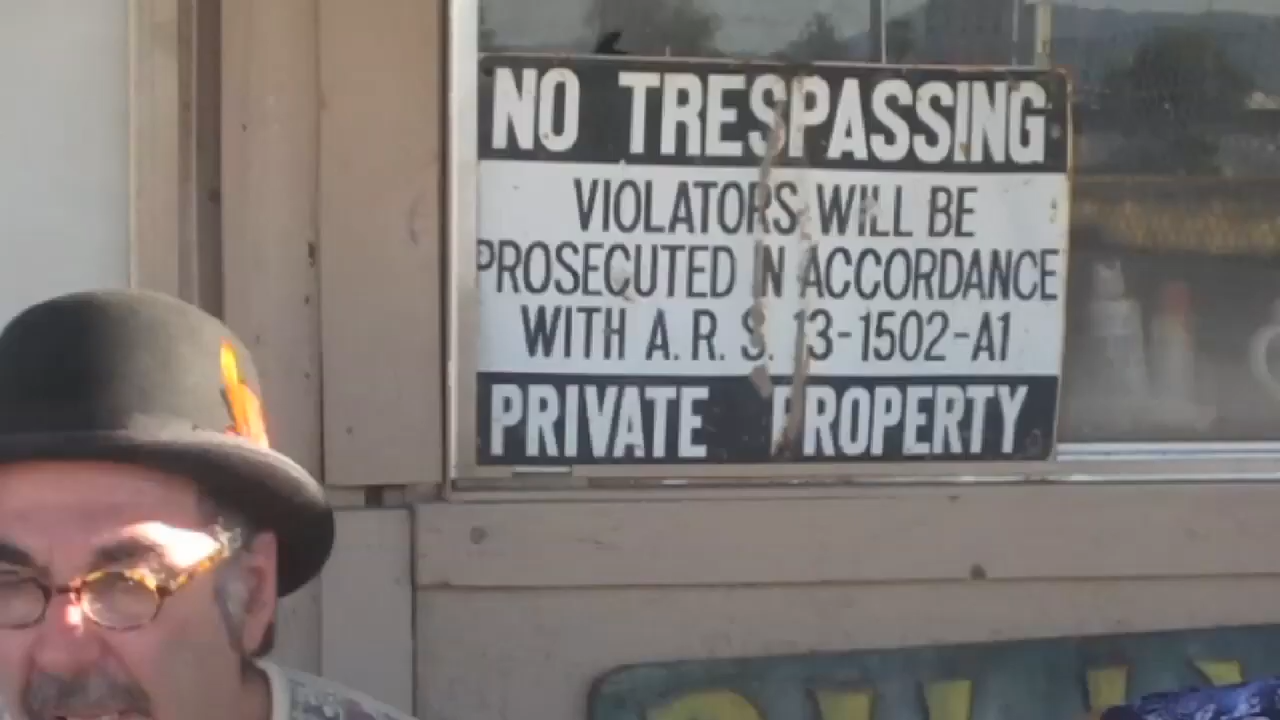 NO TRESPASSING
VIOLATORS WILL BE
PROSECUTED IN ACCORDANCE
WITH A. R. S. 13-1502-A1
PRIVATE PROPERTY